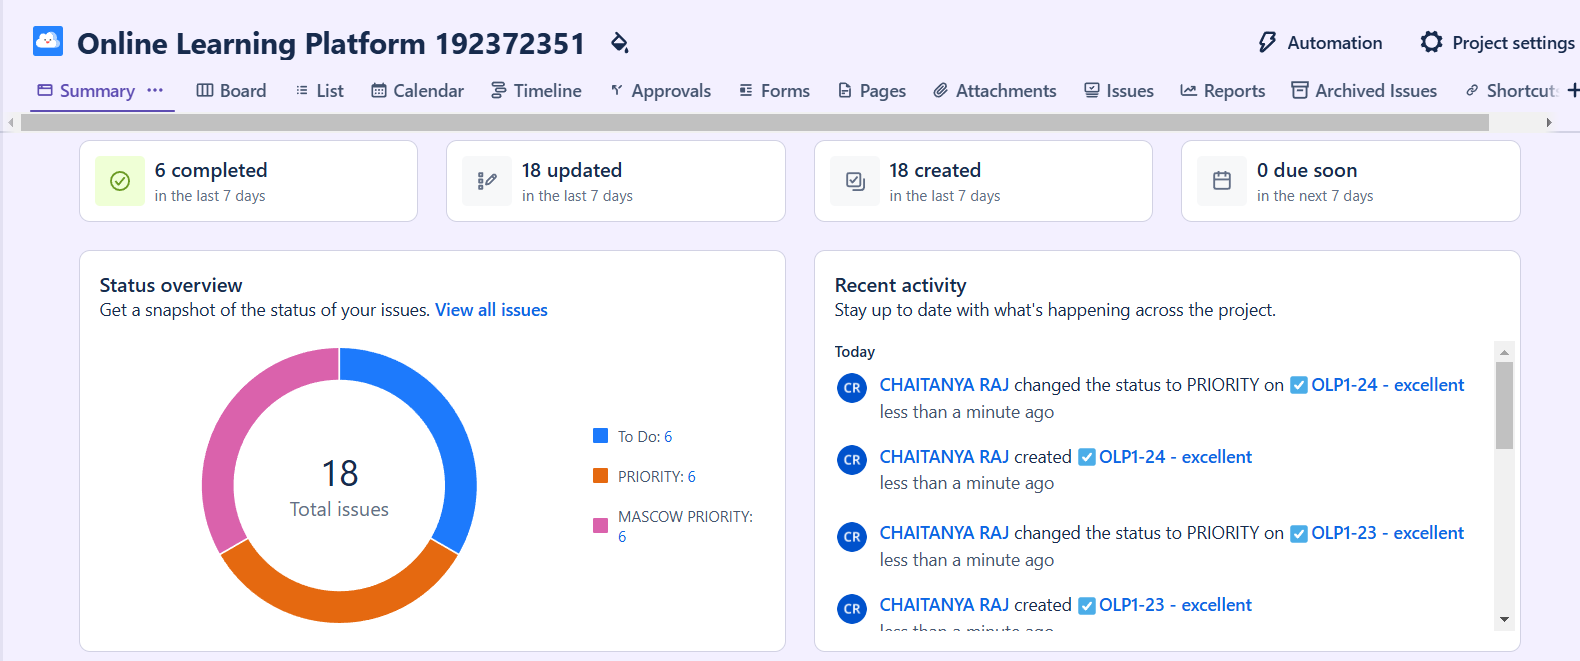 Online Learning Platform 192372351
Automation
Project settings
Summary
Board
List
Calendar
Timeline
Approvals
Forms
Pages
Attachments
Issues
Reports
Archived Issues
Shortcuts
6 completed
in the last 7 days
18 updated
in the last 7 days
18 created
in the last 7 days
0 due soon
in the next 7 days
Status overview
Get a snapshot of the status of your issues. View all issues
18
Total issues
To Do: 6
PRIORITY: 6
MASCOW PRIORITY:
6
Recent activity
Stay up to date with what's happening across the project.
Today
CR
CHAITANYA RAJ changed the status to PRIORITY on OLP1-24 - excellent
less than a minute ago
CR
CHAITANYA RAJ created OLP1-24 - excellent
less than a minute ago
CR
CHAITANYA RAJ changed the status to PRIORITY on OLP1-23 - excellent
less than a minute ago
CR
CHAITANYA RAJ created OLP1-23 - excellent
less than a minute ago